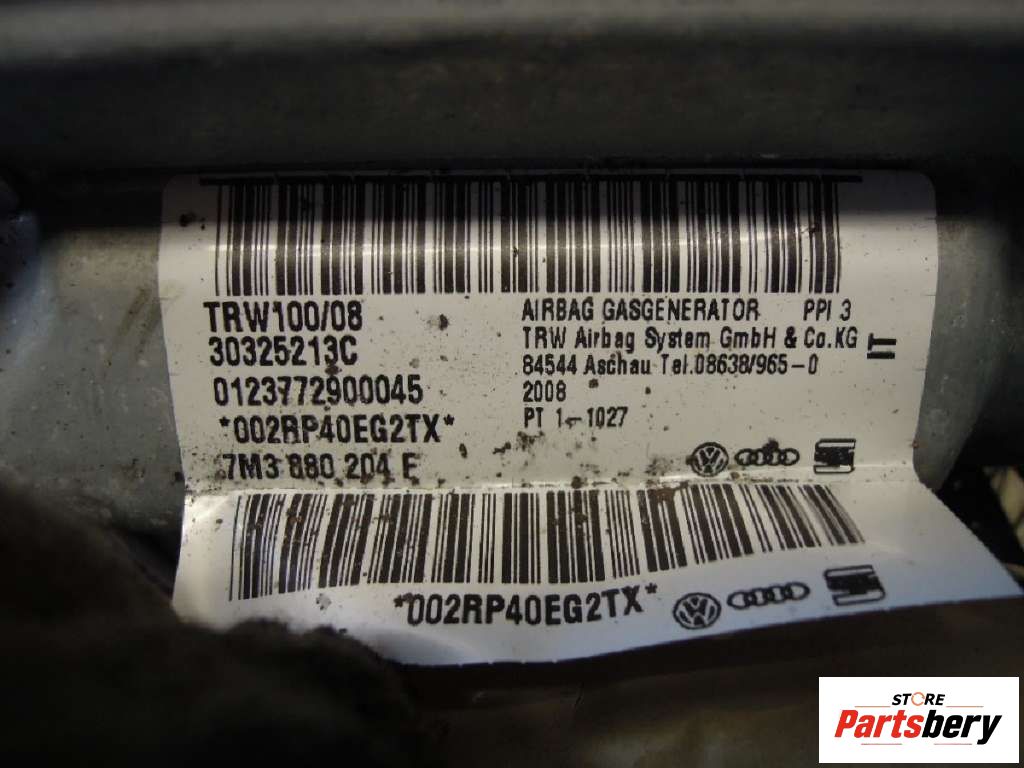 TRW100/08
30325213C
0123772900045
*002RP40EG2TX*
7M3 880 204
AIRBAG GASGENERATOR PPI 3
TRW Airbag System GmbH & Co.KG
84544 Aschau Tel.08638/965-0
2008
PT 1-1027
IT
*002RP40EG2TX*
STORE
Partsbery